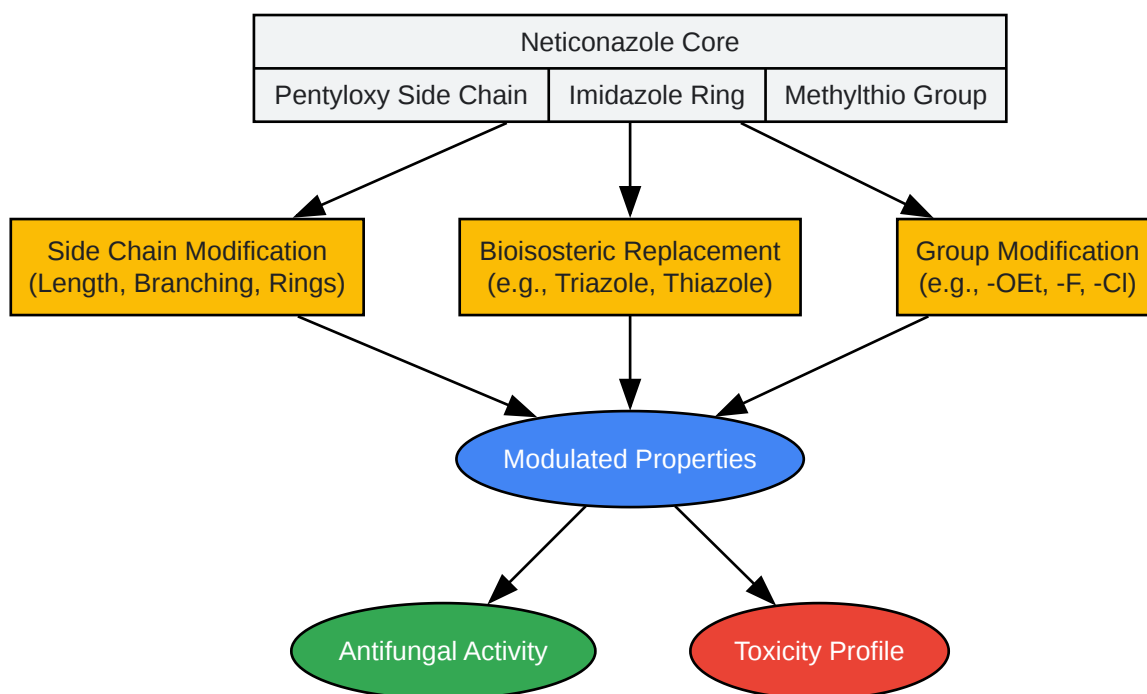 Neticonazole Core
Pentyloxy Side Chain
Imidazole Ring
Methylthio Group
Side Chain Modification
(Length, Branching, Rings)
Bioisosteric Replacement
(e.g., Triazole, Thiazole)
Group Modification
(e.g., -OEt, -F, -Cl)
Modulated Properties
Antifungal Activity
Toxicity Profile